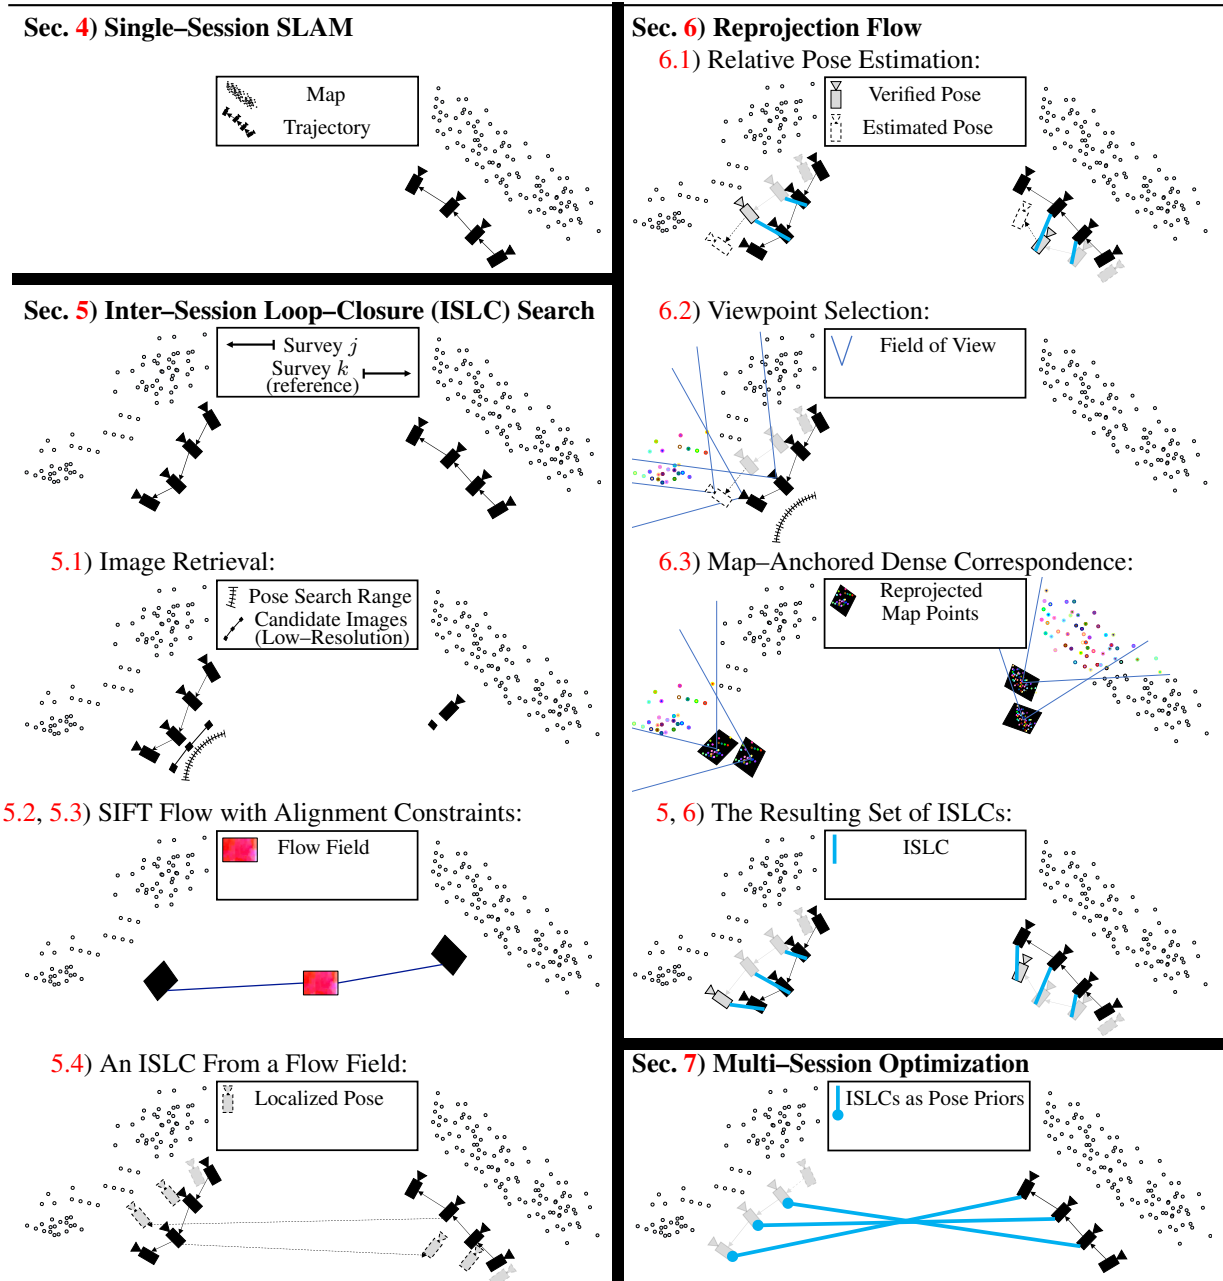 Sec. 4) Single–Session SLAM
Map
Trajectory
Sec. 5) Inter–Session Loop–Closure (ISLC) Search
Survey j
Survey k
(reference)
5.1) Image Retrieval:
Pose Search Range
Candidate Images
(Low–Resolution)
5.2, 5.3) SIFT Flow with Alignment Constraints:
Flow Field
5.4) An ISLC From a Flow Field:
Localized Pose
Sec. 6) Reprojection Flow
6.1) Relative Pose Estimation:
Verified Pose
Estimated Pose
6.2) Viewpoint Selection:
Field of View
6.3) Map–Anchored Dense Correspondence:
Reprojected
Map Points
5, 6) The Resulting Set of ISLCs:
ISLC
Sec. 7) Multi–Session Optimization
ISLCs as Pose Priors